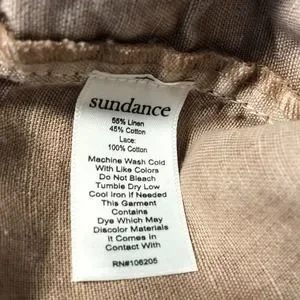 sundance
55% Linen
45% Cotton
Lace:
100% Cotton
Machine Wash Cold
With Like Colors
Do Not Bleach
Tumble Dry Low
Cool Iron If Needed
This Garment
Contains
Dye Which May
Discolor Materials
It Comes in
Contact With
RN#106205